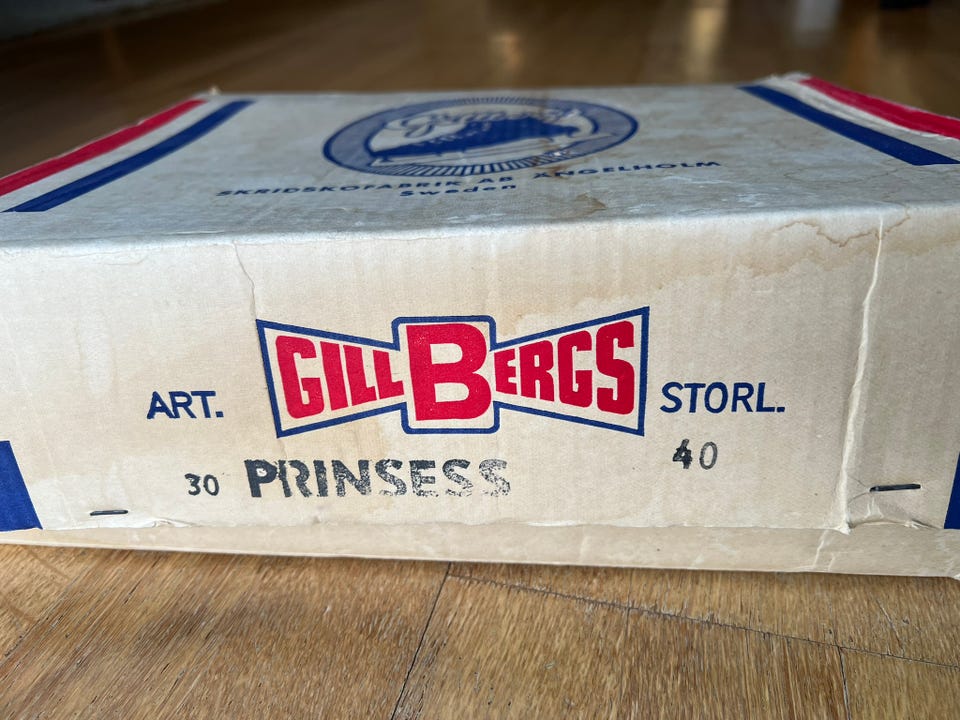 SKRIDSKOFABRIK AB ÄNGELHOLM
Sweden
GILLBERGS
ART.
STORL.
30 PRINSESS
40